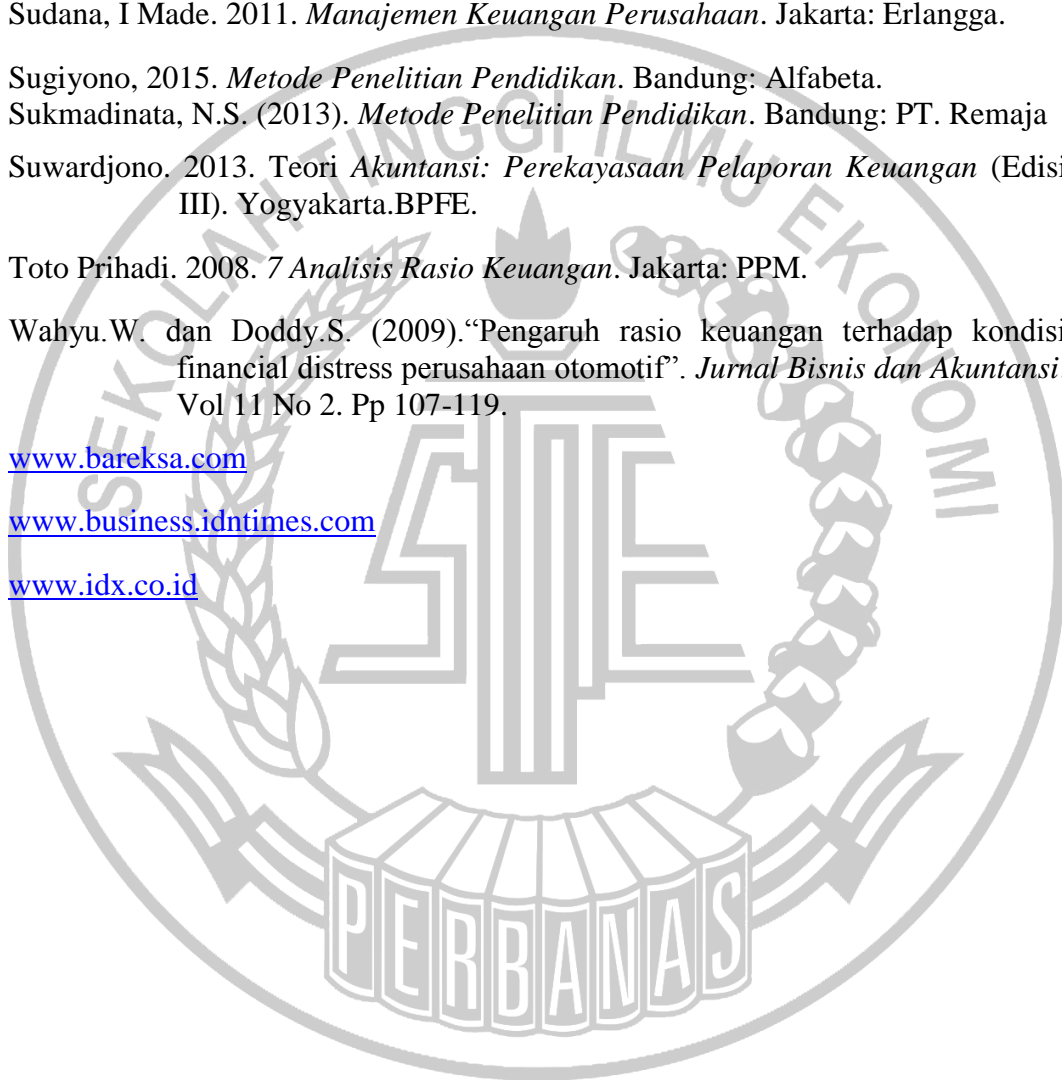 Sudana, I Made. 2011. Manajemen Keuangan Perusahaan. Jakarta: Erlangga.
Sugiyono, 2015. Metode Penelitian Pendidikan. Bandung: Alfabeta.
Sukmadinata, N.S. (2013). Metode Penelitian Pendidikan. Bandung: PT. Remaja
Suwardjono. 2013. Teori Akuntansi: Perekayasaan Pelaporan Keuangan (Edisi
III). Yogyakarta.BPFE.
Toto Prihadi. 2008. 7 Analisis Rasio Keuangan. Jakarta: PPM.
Wahyu.W. dan Doddy.S. (2009).“Pengaruh rasio keuangan terhadap kondisi
financial distress perusahaan otomotif”. Jurnal Bisnis dan Akuntansi
Vol 11 No 2. Pp 107-119.
www.bareksa.com
www.business.idntimes.com
www.idx.co.id
SEKOLAH TINGGI ILMU EKONOMI
PERBANAS